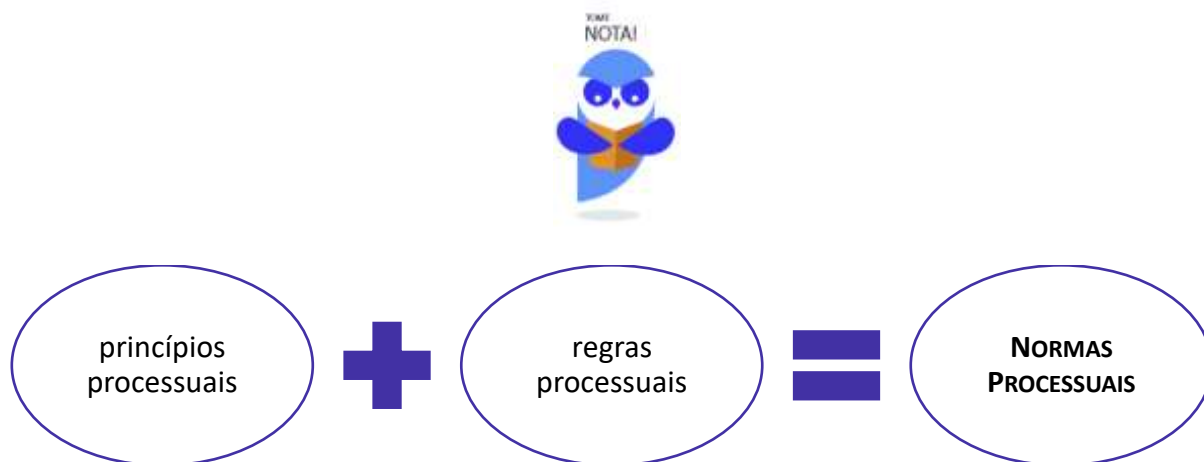 TOME
NOTA!
princípios
processuais
regras
processuais
NORMAS
PROCESSUAIS